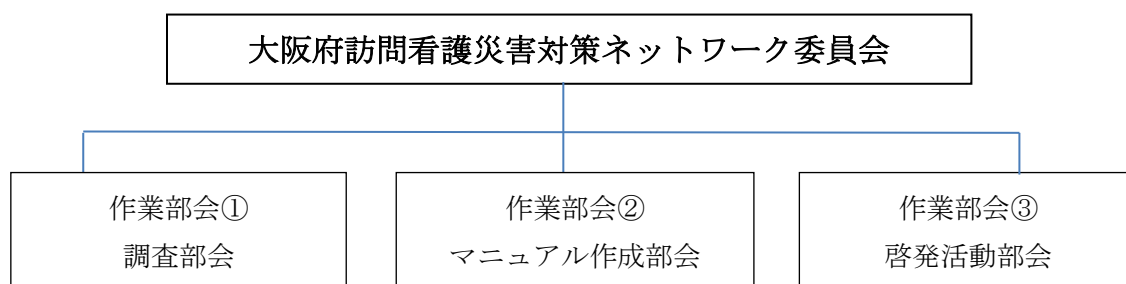 大阪府訪問看護災害対策ネットワーク委員会
作業部会①
調査部会
作業部会②
マニュアル作成部会
作業部会③
啓発活動部会